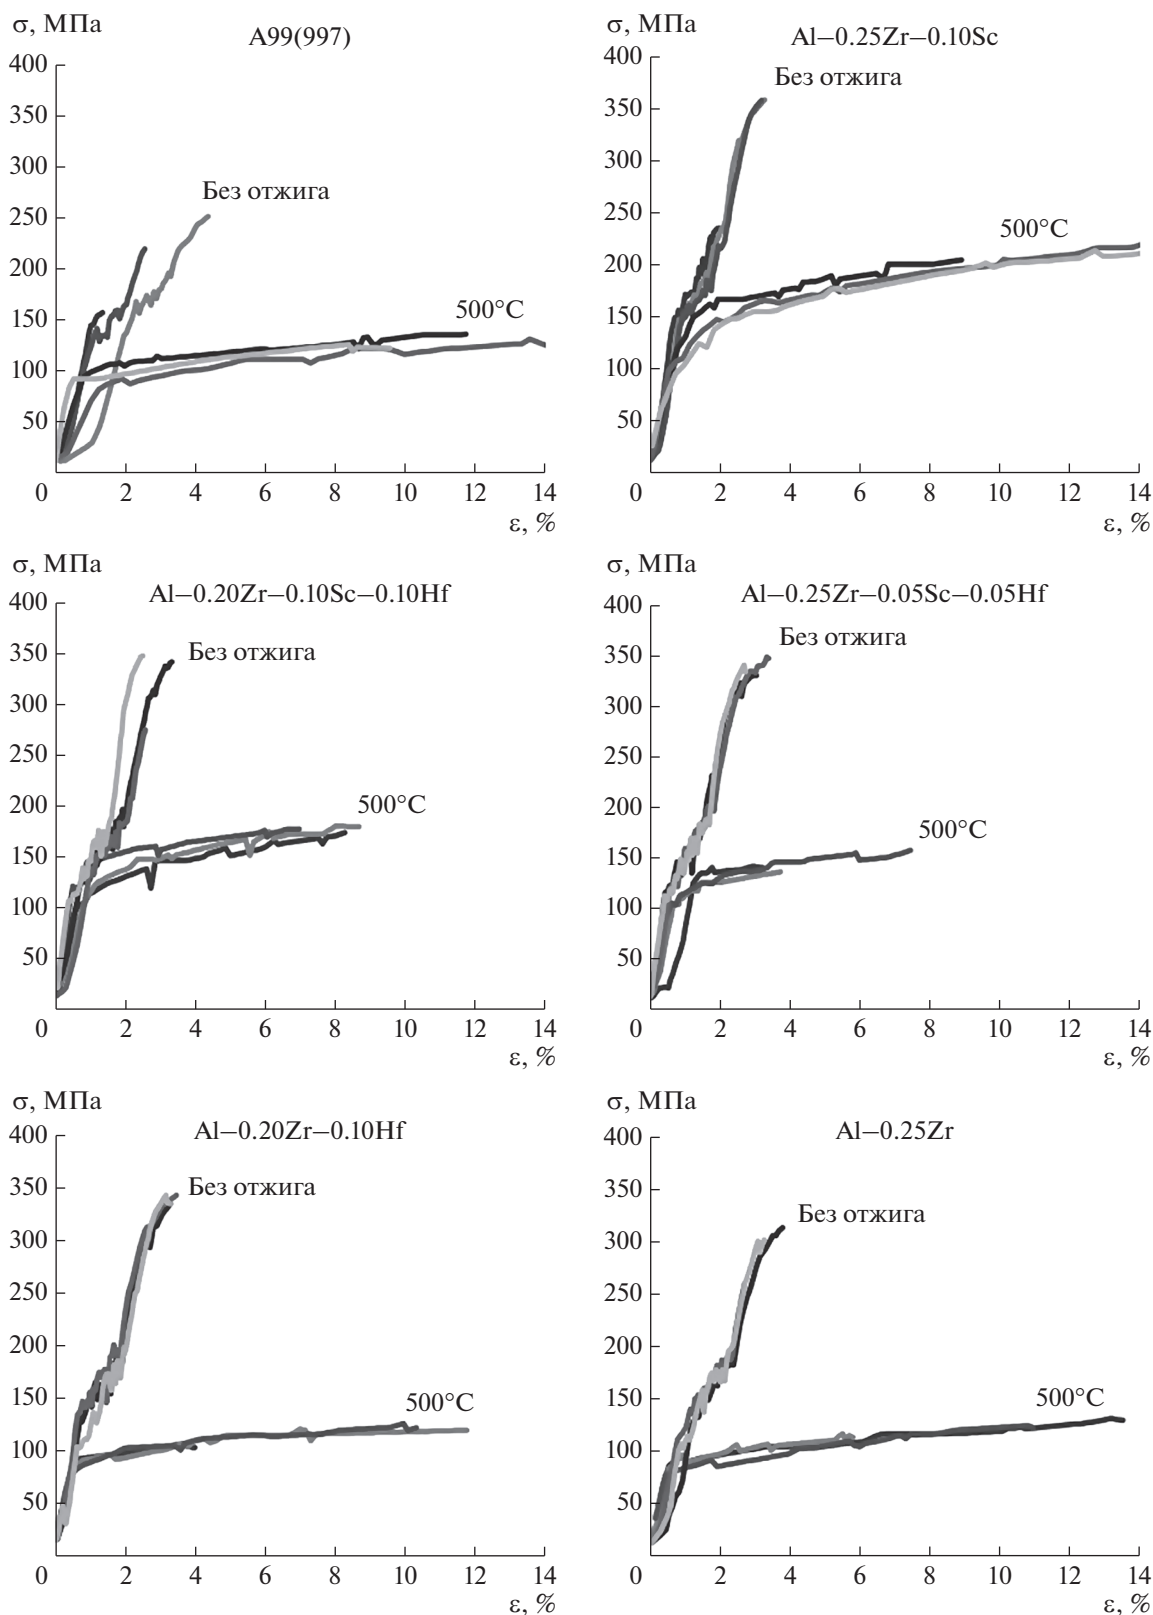 σ, МПа
A99(997)
400
350
300
250
200
150
100
50
Без отжига
500°C
0 2 4 6 8 10 12 14
ε, %
σ, МПа
Al–0.25Zr–0.10Sc
400
350
300
250
200
150
100
50
Без отжига
500°C
0 2 4 6 8 10 12 14
ε, %
σ, МПа
Al–0.20Zr–0.10Sc–0.10Hf
400
350
300
250
200
150
100
50
Без отжига
500°C
0 2 4 6 8 10 12 14
ε, %
σ, МПа
Al–0.25Zr–0.05Sc–0.05Hf
400
350
300
250
200
150
100
50
Без отжига
500°C
0 2 4 6 8 10 12 14
ε, %
σ, МПа
Al–0.20Zr–0.10Hf
400
350
300
250
200
150
100
50
Без отжига
500°C
0 2 4 6 8 10 12 14
ε, %
σ, МПа
Al–0.25Zr
400
350
300
250
200
150
100
50
Без отжига
500°C
0 2 4 6 8 10 12 14
ε, %